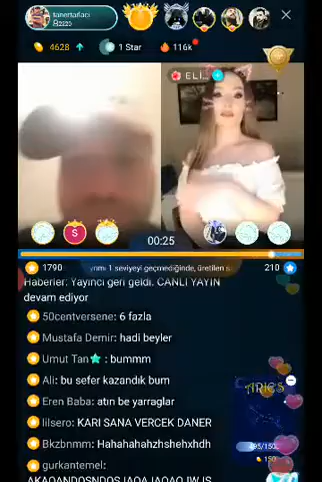 4628
1 Star
116k
ELİ
S
00:25
1790
1 seviyeyi geçmediğinde, üretilen s
210
Haberler: Yayıncı geri geldi. CANLI YAYIN
devam ediyor
50centversene: 6 fazla
Mustafa Demir: hadi beyler
Umut Tan : bummm
Ali: bu sefer kazandık bum
Eren Baba: atın be yarraglar
lilsero: KARI SANA VERCEK DANER
Bkzbnmm: Hahahahahzhshehxhdh
gurkantemel:
ARIES
150